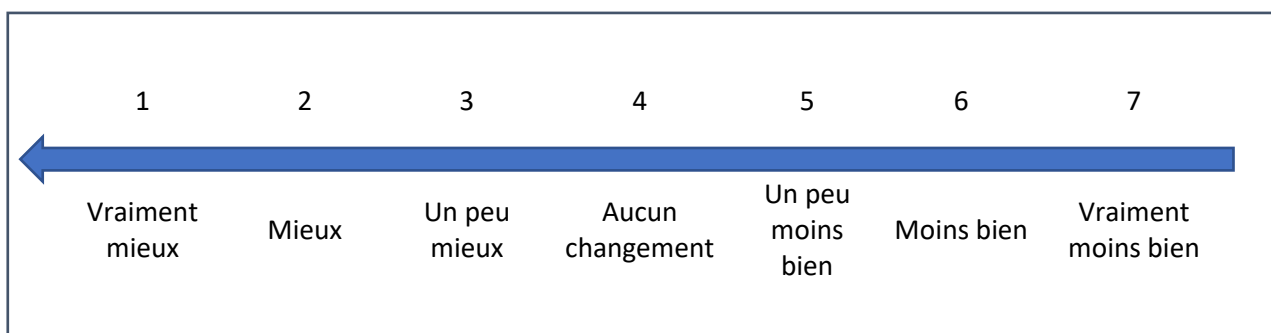 1 2 3 4 5 6 7
Vraiment
mieux
Mieux
Un peu
mieux
Aucun
changement
Un peu
moins
bien
Moins bien
Vraiment
moins bien